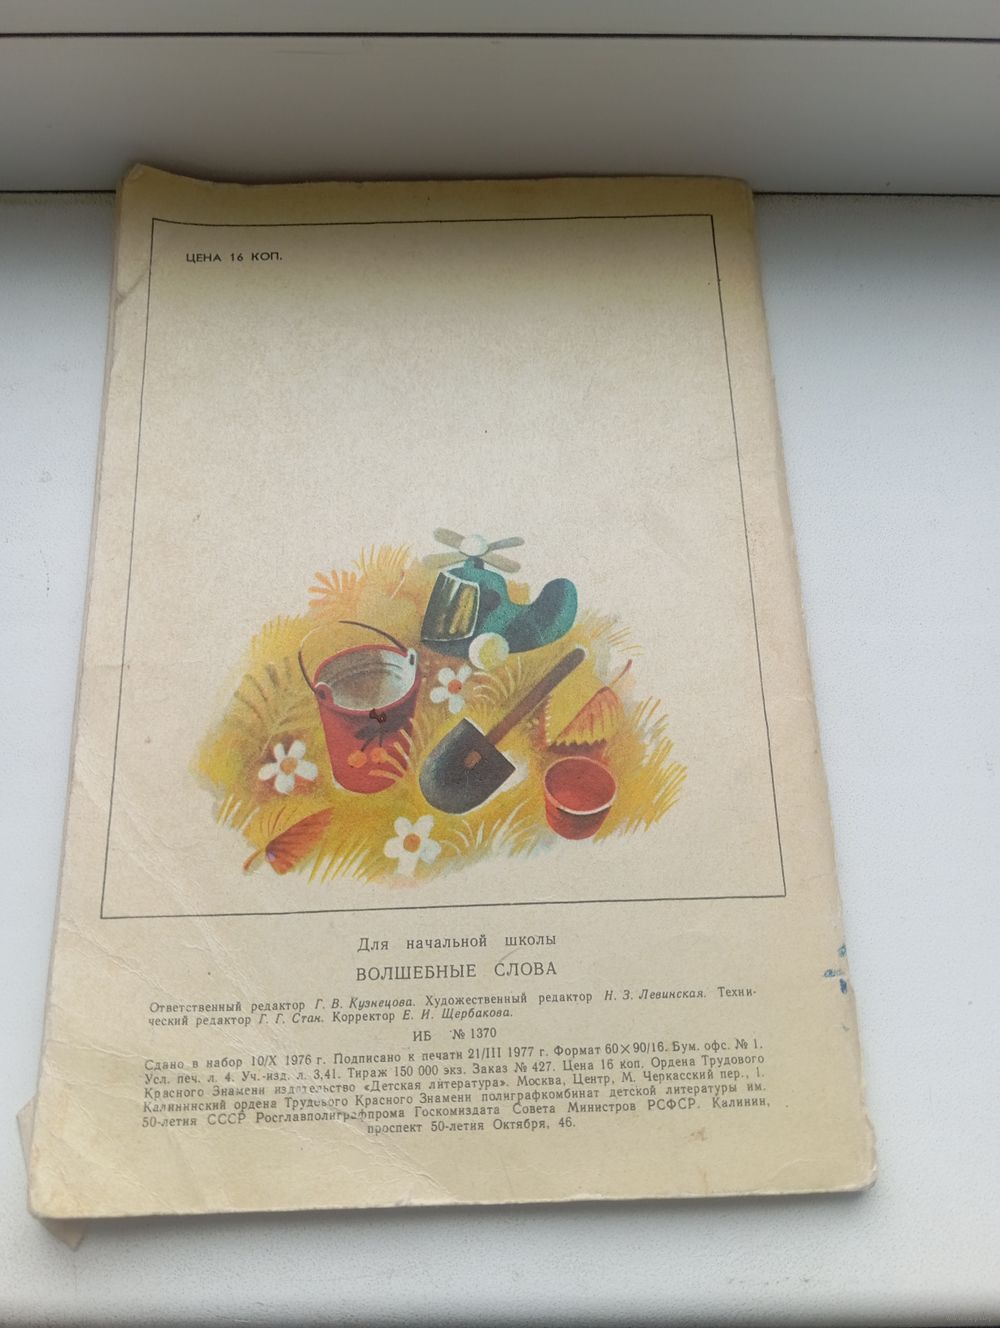 ЦЕНА 16 КОП.
Для начальной школы
ВОЛШЕБНЫЕ СЛОВА
Ответственный редактор Г. В. Кузнецова. Художественный редактор Н. З. Левинская. Техни-
ческий редактор Г. Г. Стан. Корректор Е. И. Щербакова.
ИБ № 1370
Сдано в набор 10/X 1976 г. Подписано к печати 21/III 1977 г. Формат 60×90/16. Бум. офс. № 1.
Усл. печ. л. 4. Уч.-изд. л. 3,41. Тираж 150 000 экз. Заказ № 427. Цена 16 коп. Ордена Трудового
Красного Знамени издательство «Детская литература». Москва, Центр, М. Черкасский пер., 1.
Калининский ордена Трудового Красного Знамени полиграфкомбинат детской литературы им.
50-летия СССР Росглавполиграфпрома Госкомиздата Совета Министров РСФСР. Калинин,
проспект 50-летия Октября, 46.